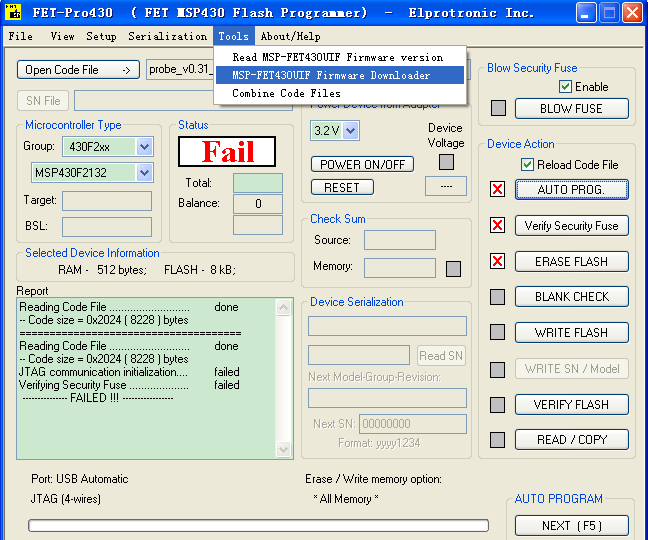 FET-Pro430 ( FET MSP430 Flash Programmer) - Elprotronic Inc.
File View Setup Serialization Tools About/Help
Read MSP-FET430UIF Firmware version
MSP-FET430UIF Firmware Downloader
Combine Code Files
Open Code File -> probe_v0.31_
SN File
Power Device from Adapter
Blow Security Fuse
Enable
BLOW FUSE
Microcontroller Type
Group: 430F2xx
MSP430F2132
Target:
BSL:
Status
Fail
Total:
Balance: 0
3.2 V
Device
Voltage
POWER ON/OFF
RESET
----
Check Sum
Source:
Memory:
Device Action
Reload Code File
AUTO PROG.
Verify Security Fuse
ERASE FLASH
BLANK CHECK
WRITE FLASH
WRITE SN / Model
VERIFY FLASH
READ / COPY
Selected Device Information
RAM - 512 bytes; FLASH - 8 kB;
Report
Reading Code File .......................... done
-- Code size = 0x2024 ( 8228 ) bytes
========================================
Reading Code File .......................... done
-- Code size = 0x2024 ( 8228 ) bytes
JTAG communication initialization.... failed
Verifying Security Fuse .................... failed
--------------- FAILED !!! -----------------
Device Serialization
Read SN
Next Model-Group-Revision:
Next SN: 00000000
Format: yyyy1234
Port: USB Automatic
JTAG (4-wires)
Erase / Write memory option:
* All Memory *
AUTO PROGRAM
NEXT ( F5 )